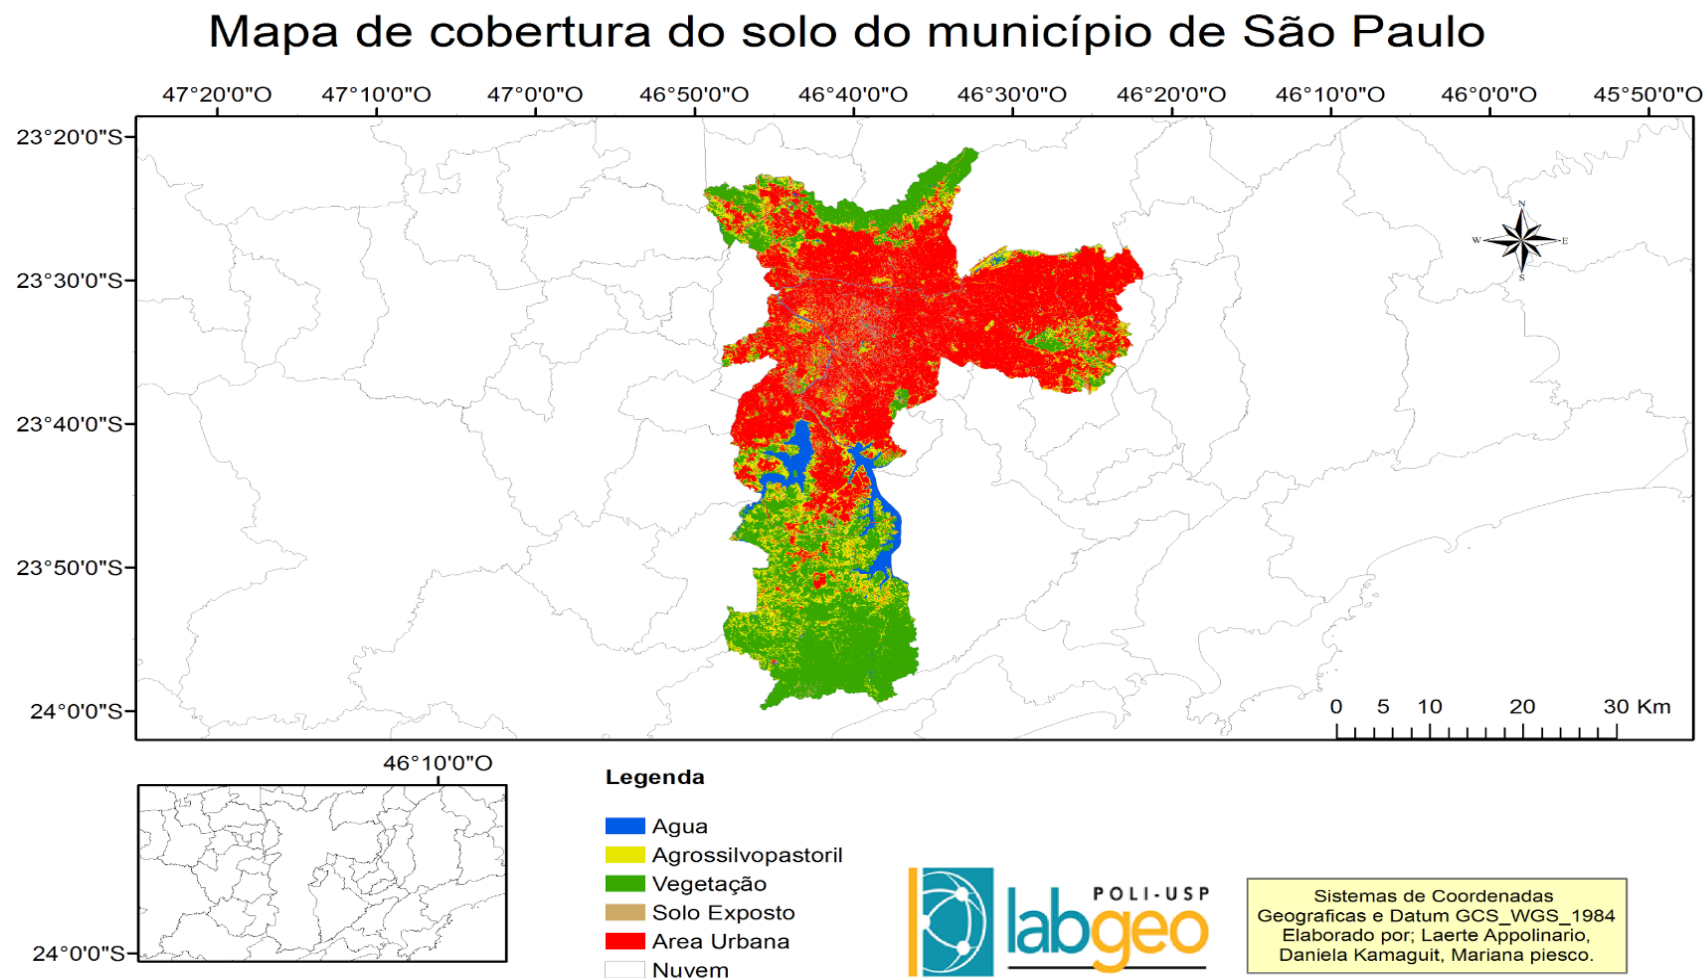 Mapa de cobertura do solo do município de São Paulo
47°20'0"O 47°10'0"O 47°0'0"O 46°50'0"O 46°40'0"O 46°30'0"O 46°20'0"O 46°10'0"O 46°0'0"O 45°50'0"O
23°20'0"S
23°30'0"S
23°40'0"S
23°50'0"S
24°0'0"S
N
W E
S
0 5 10 20 30 Km
46°10'0"O
24°0'0"S
Legenda
Agua
Agrossilvopastoril
Vegetação
Solo Exposto
Area Urbana
Nuvem
POLI-USP
labgeo
Sistemas de Coordenadas
Geograficas e Datum GCS_WGS_1984
Elaborado por; Laerte Appolinario,
Daniela Kamaguit, Mariana piesco.